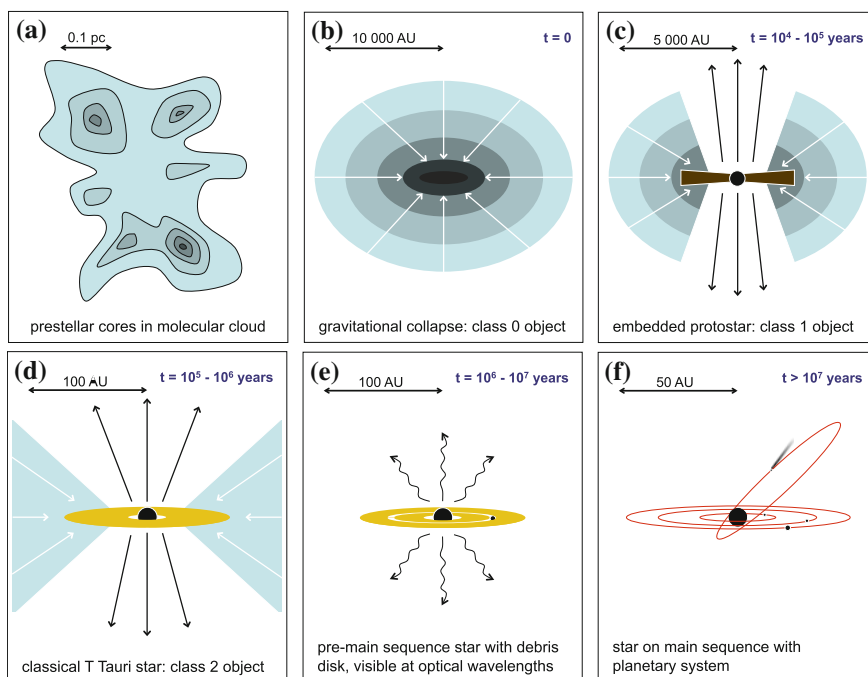 (a)
0.1 pc
prestellar cores in molecular cloud
(b)
t = 0
10 000 AU
gravitational collapse: class 0 object
(c)
t = 10⁴ - 10⁵ years
5 000 AU
embedded protostar: class 1 object
(d)
t = 10⁵ - 10⁶ years
100 AU
classical T Tauri star: class 2 object
(e)
t = 10⁶ - 10⁷ years
100 AU
pre-main sequence star with debris
disk, visible at optical wavelengths
(f)
t > 10⁷ years
50 AU
star on main sequence with
planetary system